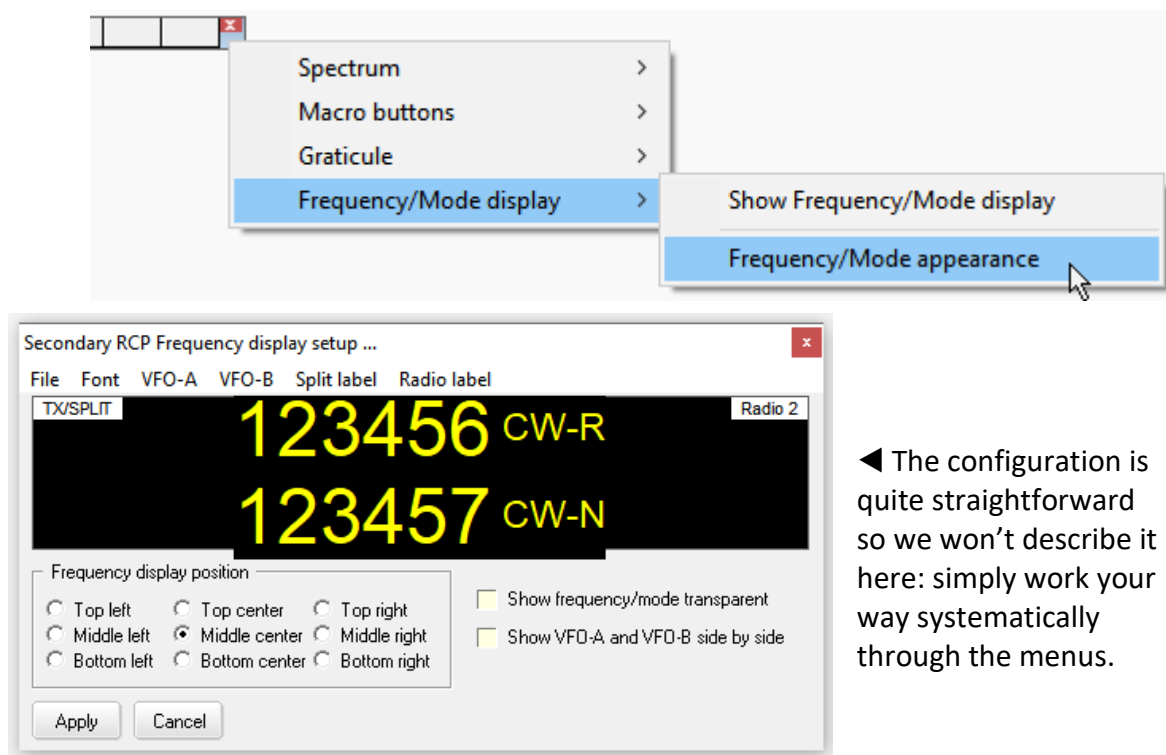 x
Spectrum >
Macro buttons >
Graticule >
Frequency/Mode display >
Show Frequency/Mode display
Frequency/Mode appearance
Secondary RCP Frequency display setup ... x
File Font VFO-A VFO-B Split label Radio label
TX/SPLIT 123456 CW-R Radio 2
123457 CW-N
Frequency display position
Top left Top center Top right
Middle left Middle center Middle right
Bottom left Bottom center Bottom right
Show frequency/mode transparent
Show VFO-A and VFO-B side by side
Apply Cancel
◄ The configuration is
quite straightforward
so we won’t describe it
here: simply work your
way systematically
through the menus.